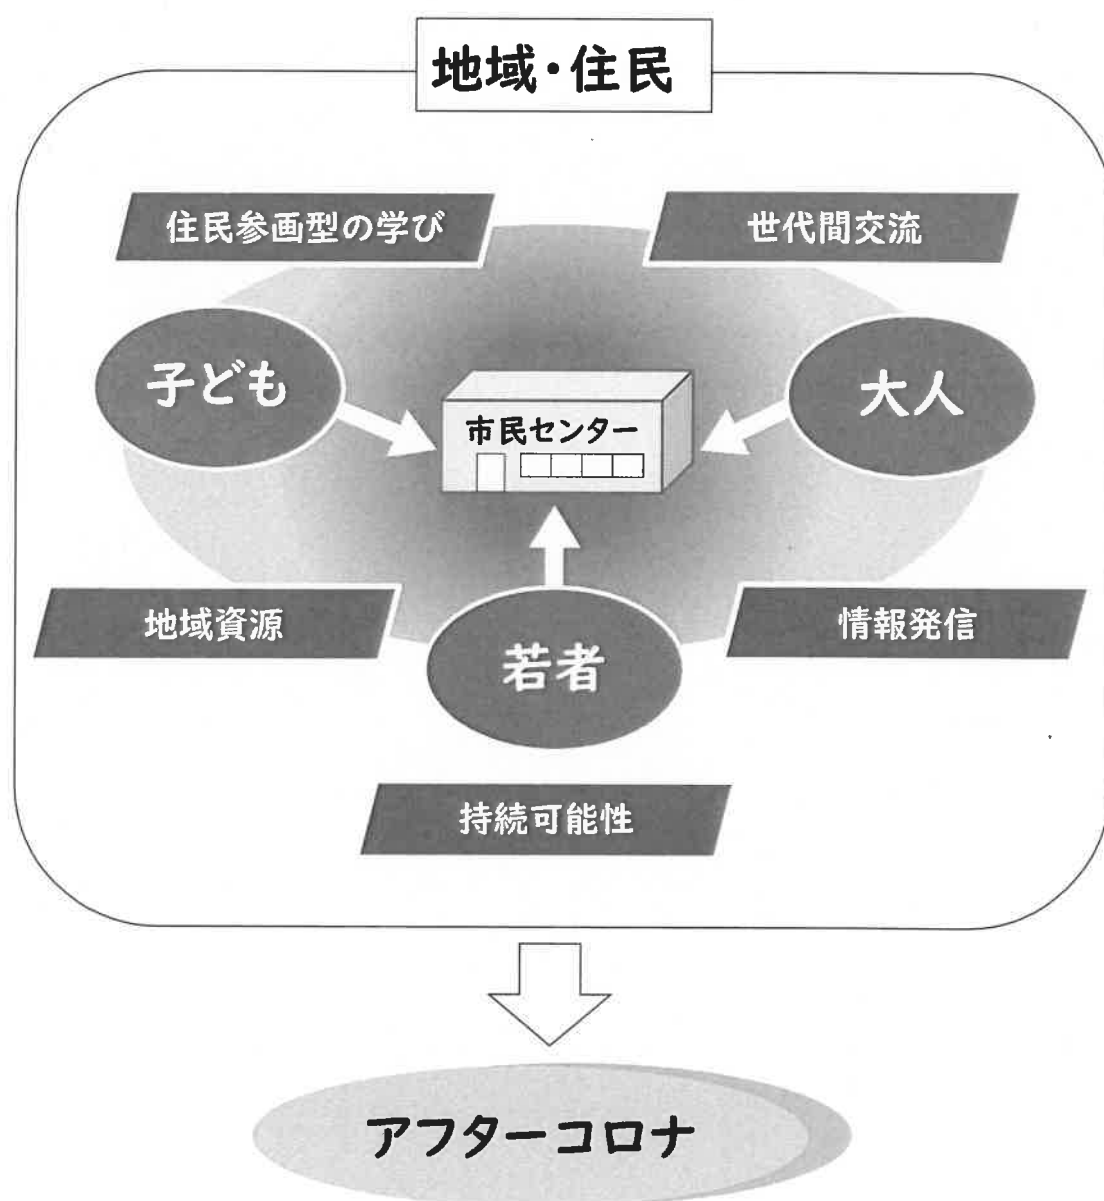 地域・住民
住民参画型の学び
世代間交流
子ども
大人
市民センター
地域資源
情報発信
若者
持続可能性
アフターコロナ